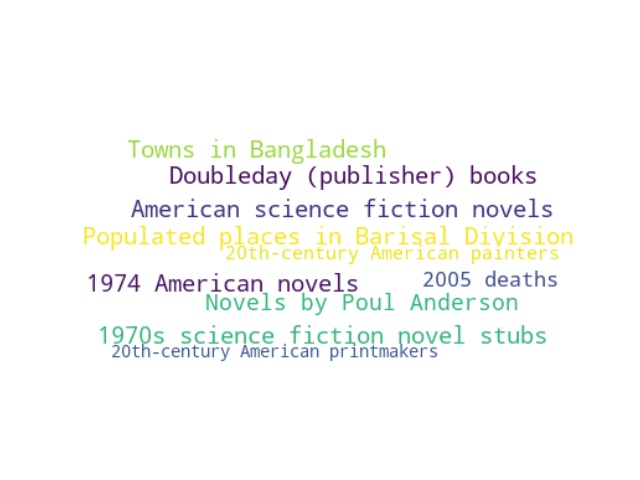 Towns in Bangladesh
Doubleday (publisher) books
American science fiction novels
Populated places in Barisal Division
20th-century American painters
1974 American novels
2005 deaths
Novels by Poul Anderson
1970s science fiction novel stubs
20th-century American printmakers